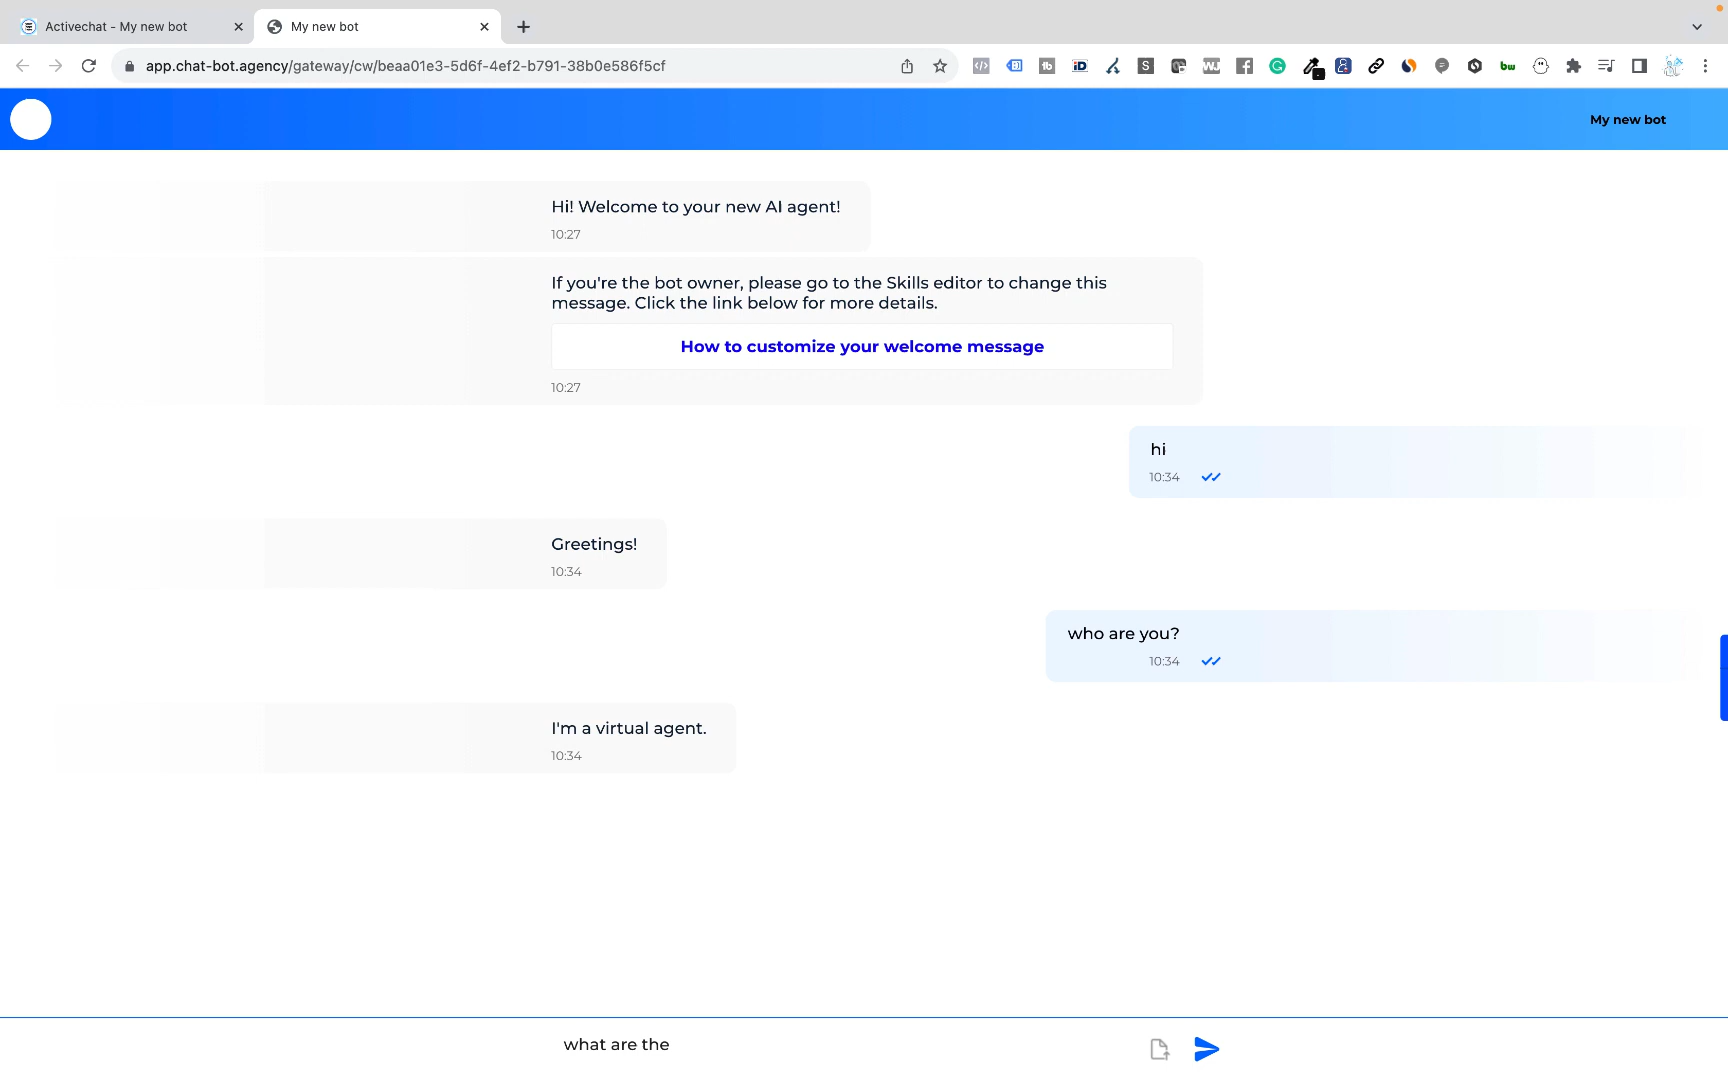 Activechat - My new bot
My new bot
app.chat-bot.agency/gateway/cw/beaa01e3-5d6f-4ef2-b791-38b0e586f5cf
My new bot
Hi! Welcome to your new AI agent!
10:27
If you're the bot owner, please go to the Skills editor to change this
message. Click the link below for more details.
How to customize your welcome message
10:27
hi
10:34
Greetings!
10:34
who are you?
10:34
I'm a virtual agent.
10:34
what are the